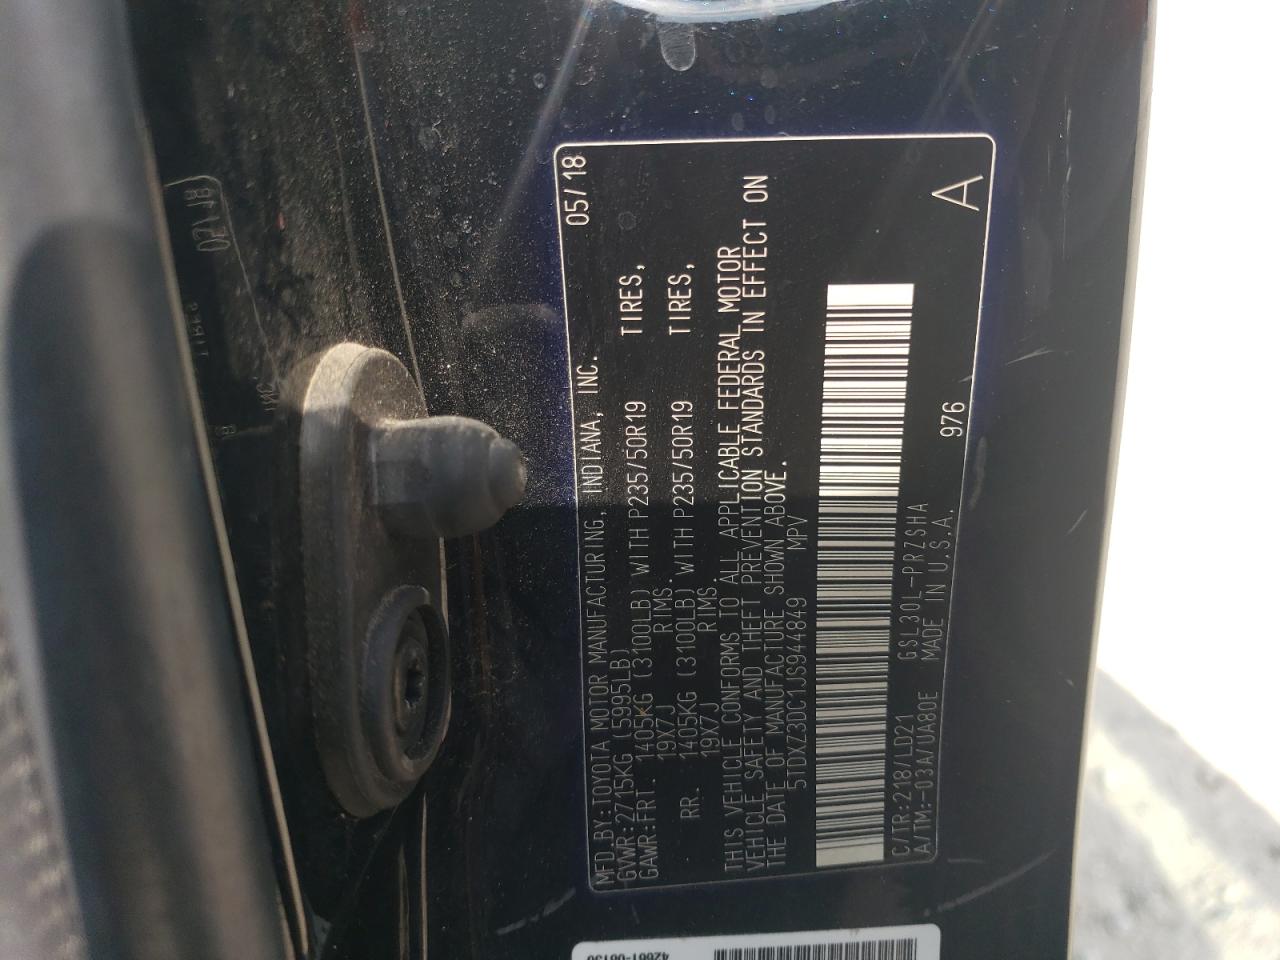 MFD.BY:TOYOTA MOTOR MANUFACTURING, INDIANA, INC. 05/18
GVWR:2715KG (5995LB)
GAWR:FRT. 1405KG (3100LB) WITH P235/50R19 TIRES,
19X7J RIMS.
RR. 1405KG (3100LB) WITH P235/50R19 TIRES,
19X7J RIMS.
THIS VEHICLE CONFORMS TO ALL APPLICABLE FEDERAL MOTOR
VEHICLE SAFETY AND THEFT PREVENTION STANDARDS IN EFFECT ON
THE DATE OF MANUFACTURE SHOWN ABOVE.
5TDXZ3DC1JS944849 MPV
C/TR:218/LD21 GSL30L-PRZSHA
A/TM:-03A/UA80E MADE IN U.S.A. 976 A
02118